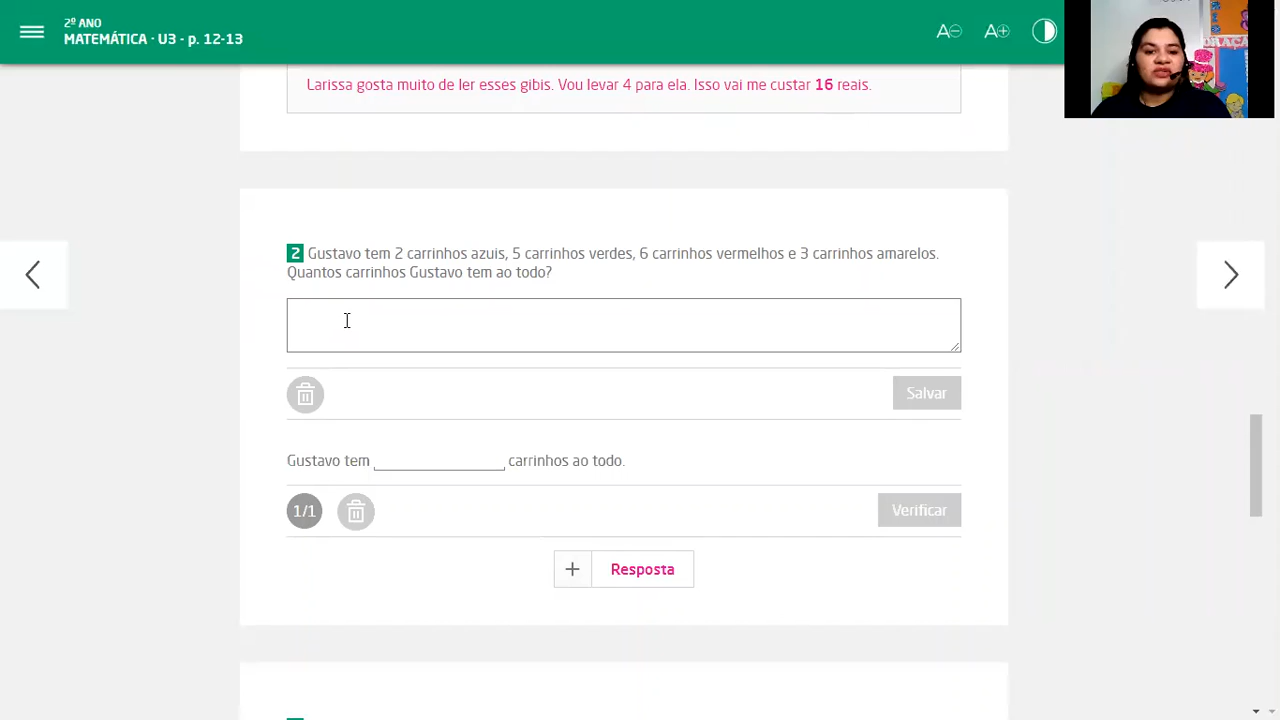 2º ANO
MATEMÁTICA · U3 - p. 12-13
A
A
Larissa gosta muito de ler esses gibis. Vou levar 4 para ela. Isso vai me custar 16 reais.
2 Gustavo tem 2 carrinhos azuis, 5 carrinhos verdes, 6 carrinhos vermelhos e 3 carrinhos amarelos.
Quantos carrinhos Gustavo tem ao todo?
Salvar
Gustavo tem ______________ carrinhos ao todo.
1/1
Verificar
+ Resposta